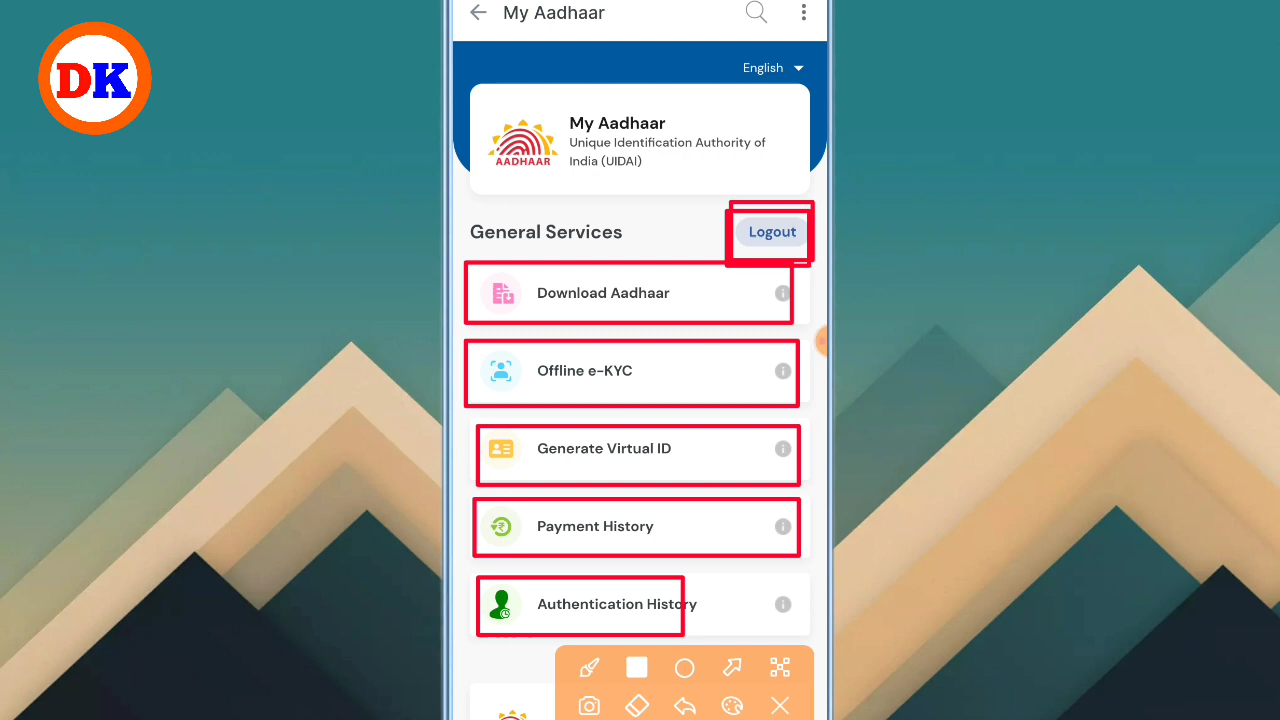 DK
My Aadhaar
English
My Aadhaar
AADHAAR
Unique Identification Authority of
India (UIDAI)
General Services
Logout
Download Aadhaar
Offline e-KYC
Generate Virtual ID
Payment History
Authentication History